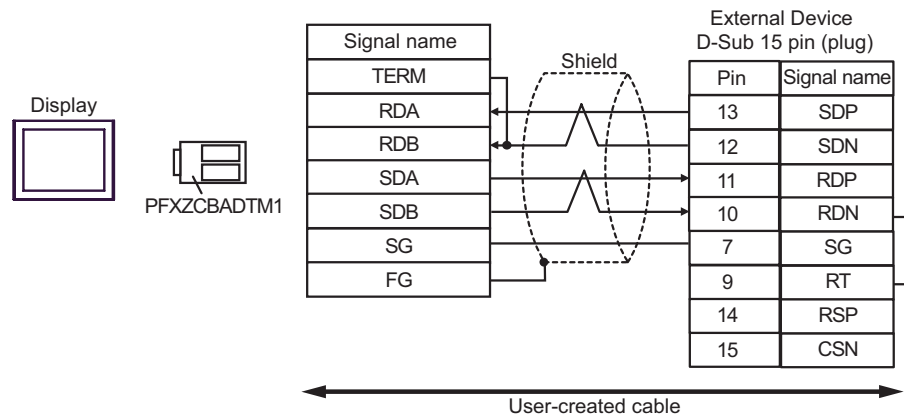 External Device
D-Sub 15 pin (plug)
Display
PFXZCBADTM1
Signal name
TERM
RDA
RDB
SDA
SDB
SG
FG
Shield
Pin Signal name
13 SDP
12 SDN
11 RDP
10 RDN
7 SG
9 RT
14 RSP
15 CSN
User-created cable